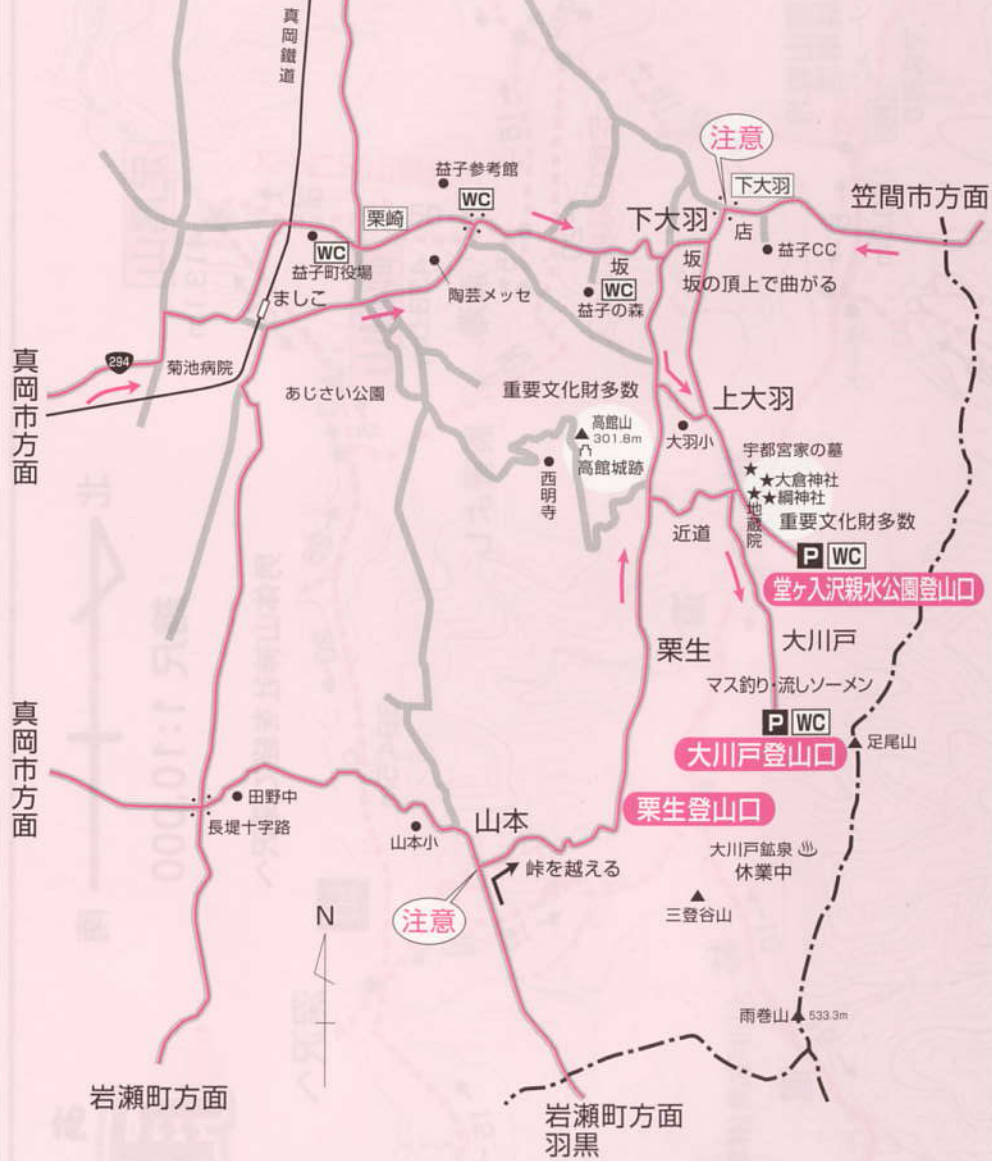 真岡鐵道
注意
益子参考館
WC
下大羽
笠間市方面
栗崎
下大羽
店
WC
益子町役場
益子CC
坂
坂
坂の頂上で曲がる
陶芸メッセ
WC
益子の森
ましこ
真岡市方面
294
菊池病院
あじさい公園
重要文化財多数
上大羽
高館山
301.8m
高館城跡
大羽小
西明寺
宇都宮家の墓
大倉神社
綱神社
地蔵院
重要文化財多数
近道
P WC
堂ヶ入沢親水公園登山口
栗生
大川戸
マス釣り・流しソーメン
P WC
大川戸登山口
足尾山
真岡市方面
田野中
長堤十字路
山本小
山本
栗生登山口
峠を越える
大川戸鉱泉
休業中
注意
三登谷山
N
雨巻山
533.3m
岩瀬町方面
岩瀬町方面
羽黒